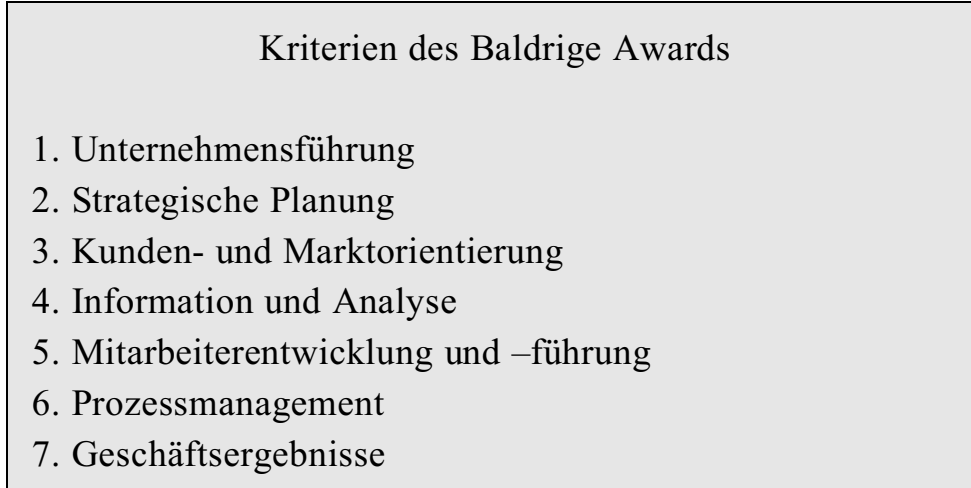 Kriterien des Baldrige Awards
1. Unternehmensführung
2. Strategische Planung
3. Kunden- und Marktorientierung
4. Information und Analyse
5. Mitarbeiterentwicklung und –führung
6. Prozessmanagement
7. Geschäftsergebnisse